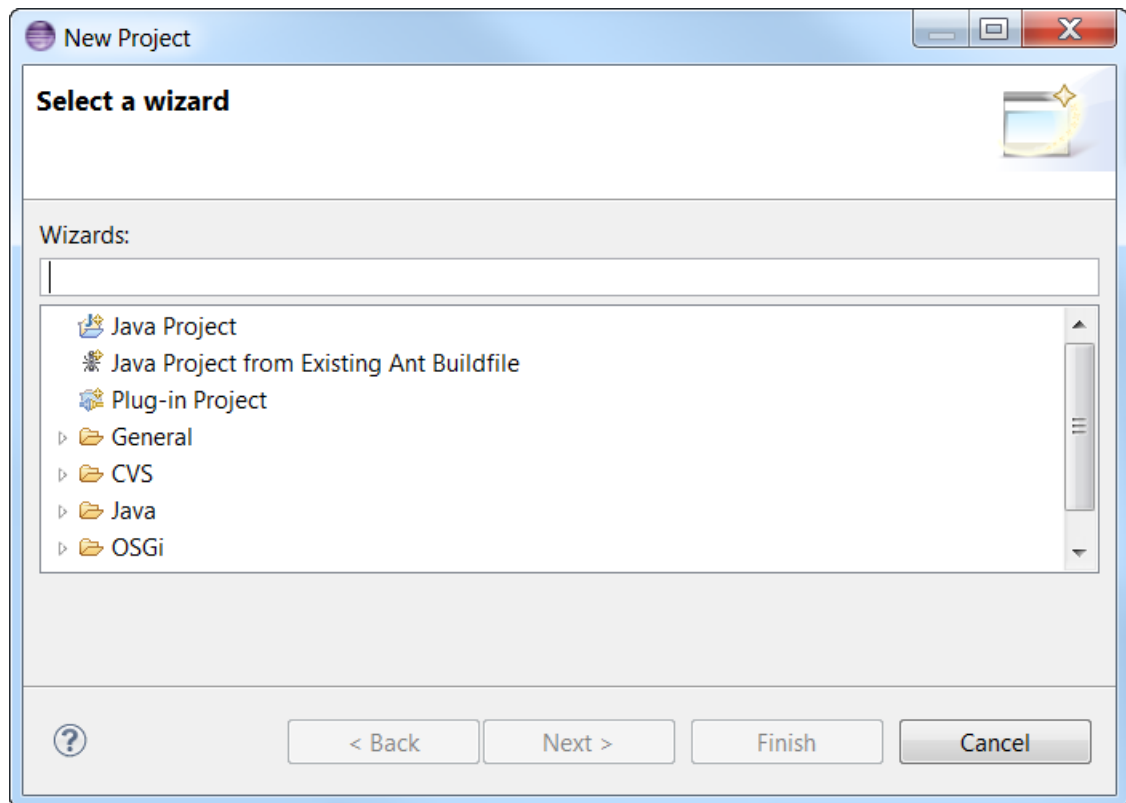 New Project
Select a wizard
Wizards:
Java Project
Java Project from Existing Ant Buildfile
Plug-in Project
General
CVS
Java
OSGi
? < Back Next > Finish Cancel